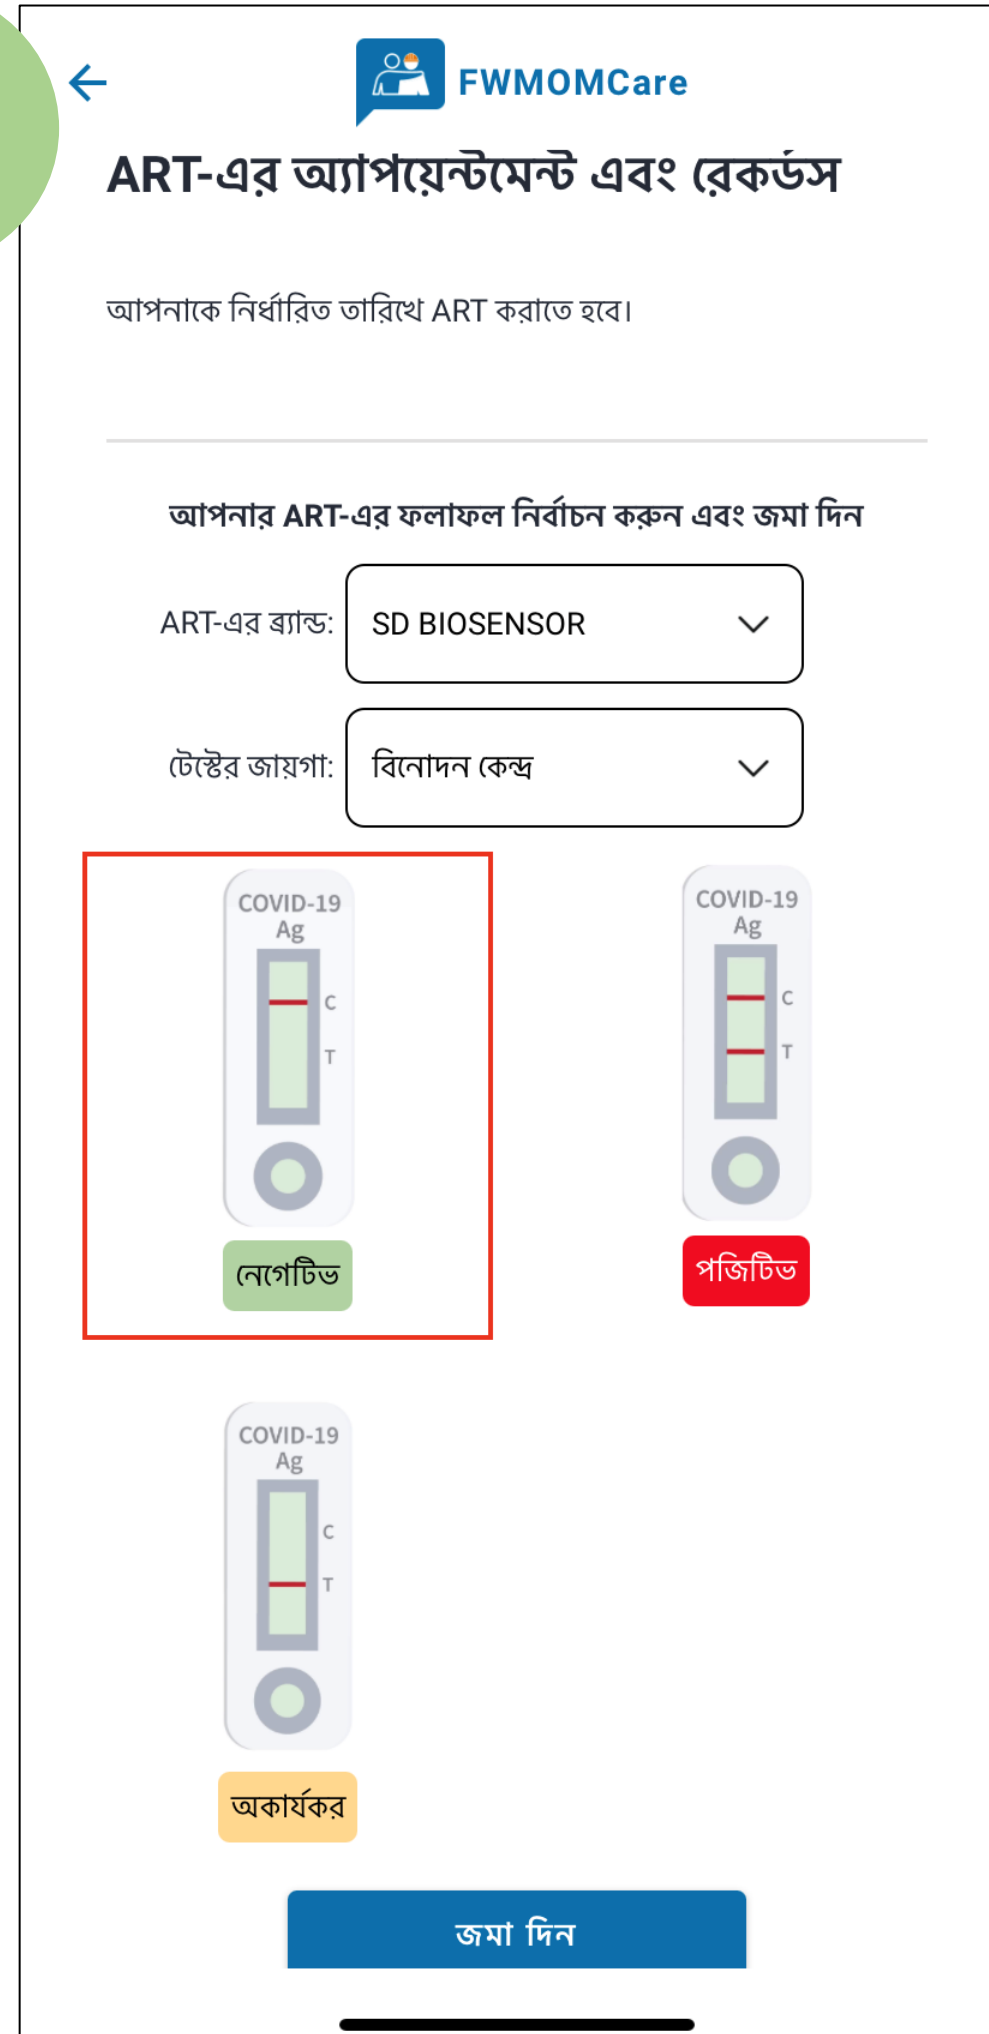 FWMOMCare
ART-এর অ্যাপয়েন্টমেন্ট এবং রেকর্ডস
আপনাকে নির্ধারিত তারিখে ART করাতে হবে।
আপনার ART-এর ফলাফল নির্বাচন করুন এবং জমা দিন
ART-এর ব্র্যান্ড: SD BIOSENSOR
টেস্টের জায়গা: বিনোদন কেন্দ্র
COVID-19
Ag
C
T
নেগেটিভ
COVID-19
Ag
C
T
পজিটিভ
COVID-19
Ag
C
T
অকার্যকর
জমা দিন